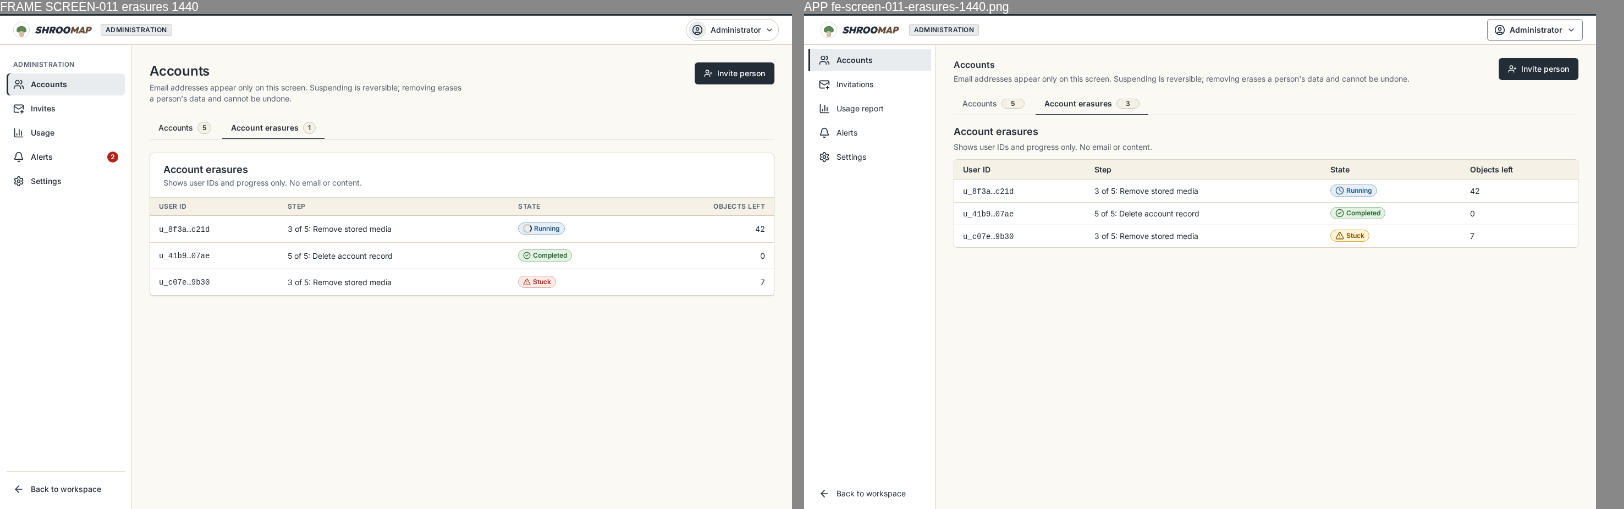 FRAME SCREEN-011 erasures 1440
SHROOMAP ADMINISTRATION Administrator
ADMINISTRATION
Accounts
Invites
Usage
Alerts 2
Settings
Back to workspace
Accounts
Email addresses appear only on this screen. Suspending is reversible; removing erases
a person's data and cannot be undone.
Invite person
Accounts 5 Account erasures 1
Account erasures
Shows user IDs and progress only. No email or content.
USER ID STEP STATE OBJECTS LEFT
u_8f3a…c21d 3 of 5: Remove stored media Running 42
u_41b9…07ae 5 of 5: Delete account record Completed 0
u_c07e…9b30 3 of 5: Remove stored media Stuck 7
APP fe-screen-011-erasures-1440.png
SHROOMAP ADMINISTRATION Administrator
Accounts
Invitations
Usage report
Alerts
Settings
Back to workspace
Accounts
Email addresses appear only on this screen. Suspending is reversible; removing erases a person's data and cannot be undone.
Invite person
Accounts 5 Account erasures 3
Account erasures
Shows user IDs and progress only. No email or content.
User ID Step State Objects left
u_8f3a…c21d 3 of 5: Remove stored media Running 42
u_41b9…07ae 5 of 5: Delete account record Completed 0
u_c07e…9b30 3 of 5: Remove stored media Stuck 7